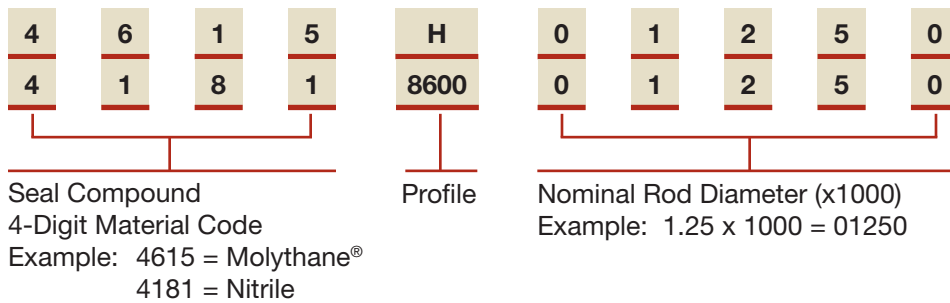 4 6 1 5 H 0 1 2 5 0
4 1 8 1 8600 0 1 2 5 0
Seal Compound
4-Digit Material Code
Example: 4615 = Molythane®
4181 = Nitrile
Profile
Nominal Rod Diameter (x1000)
Example: 1.25 x 1000 = 01250